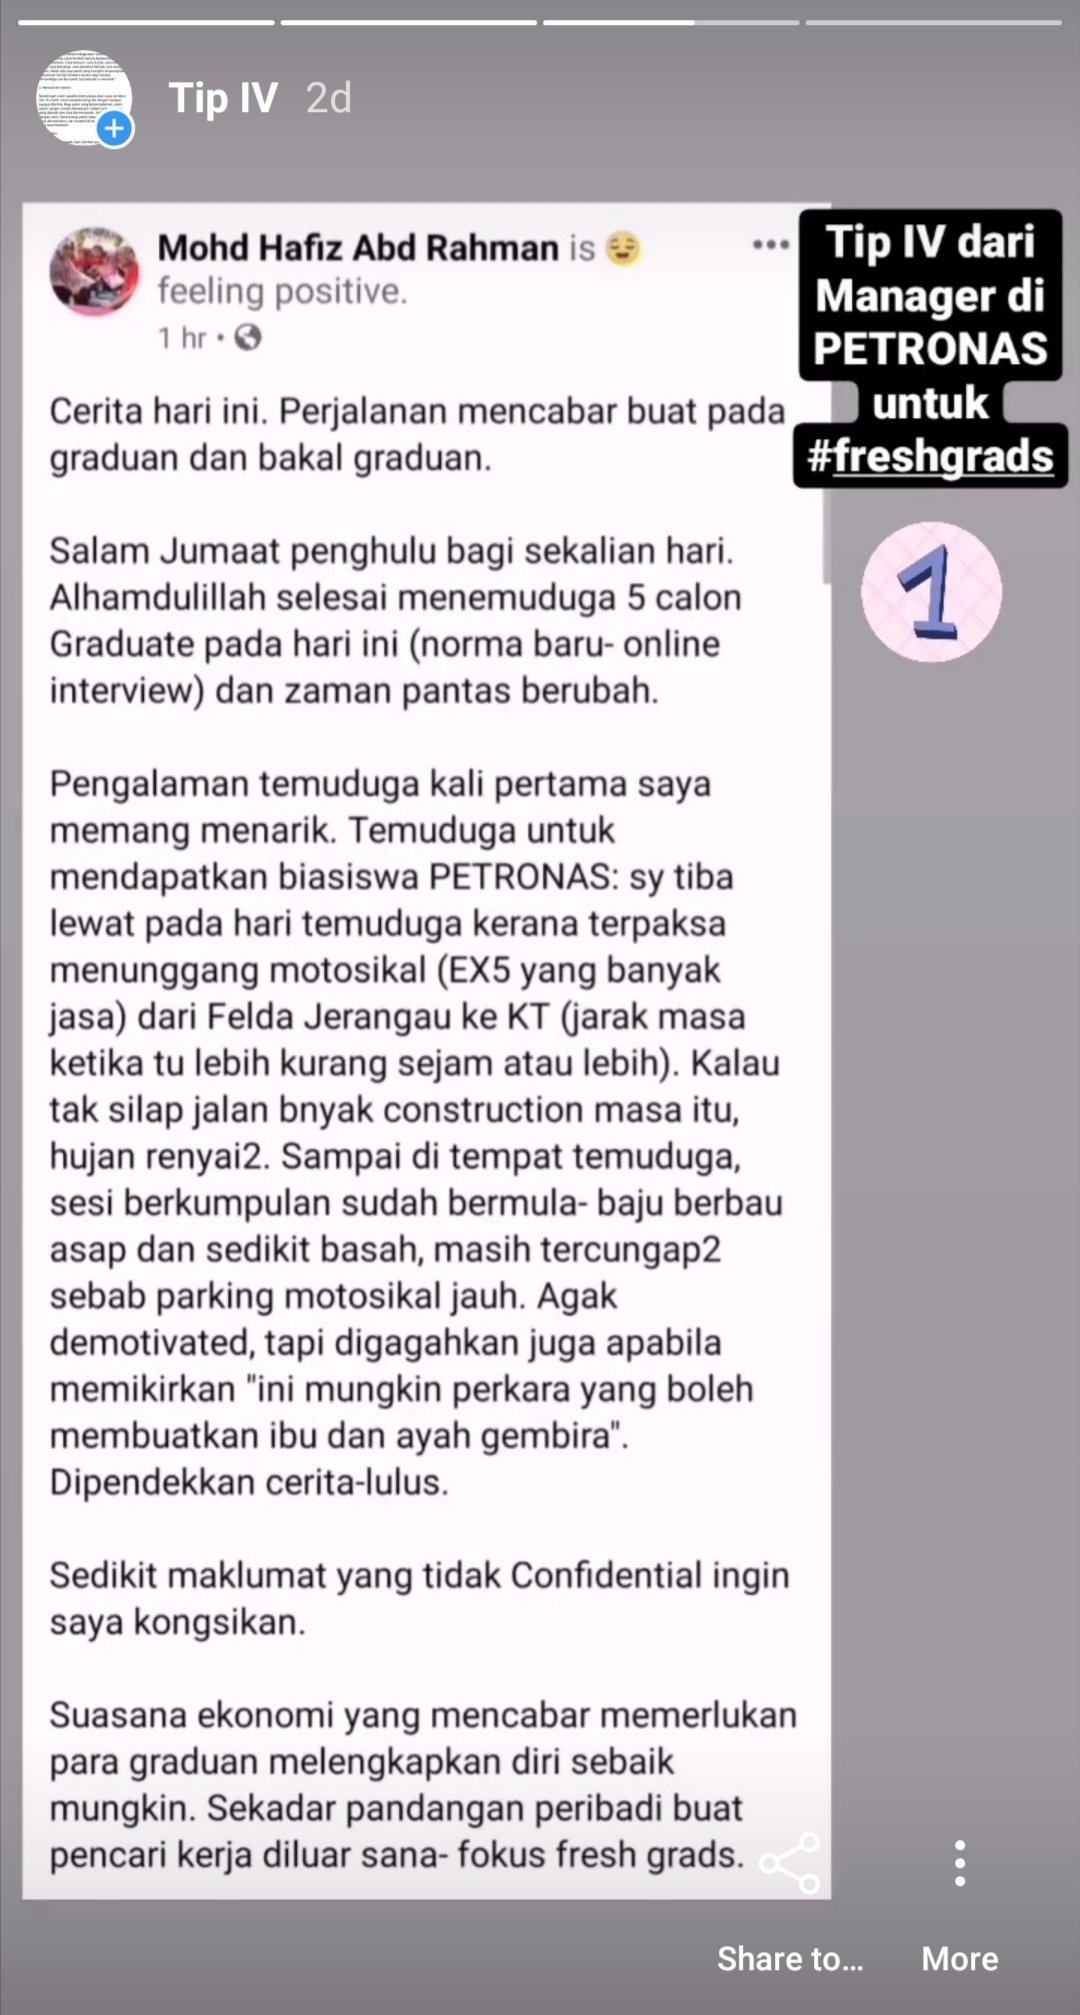 Tip IV 2d
Mohd Hafiz Abd Rahman is 😌
feeling positive.
1 hr •
Tip IV dari
Manager di
PETRONAS
untuk
#freshgrads
1
Cerita hari ini. Perjalanan mencabar buat pada
graduan dan bakal graduan.
Salam Jumaat penghulu bagi sekalian hari.
Alhamdulillah selesai menemuduga 5 calon
Graduate pada hari ini (norma baru- online
interview) dan zaman pantas berubah.
Pengalaman temuduga kali pertama saya
memang menarik. Temuduga untuk
mendapatkan biasiswa PETRONAS: sy tiba
lewat pada hari temuduga kerana terpaksa
menunggang motosikal (EX5 yang banyak
jasa) dari Felda Jerangau ke KT (jarak masa
ketika tu lebih kurang sejam atau lebih). Kalau
tak silap jalan bnyak construction masa itu,
hujan renyai2. Sampai di tempat temuduga,
sesi berkumpulan sudah bermula- baju berbau
asap dan sedikit basah, masih tercungap2
sebab parking motosikal jauh. Agak
demotivated, tapi digagahkan juga apabila
memikirkan "ini mungkin perkara yang boleh
membuatkan ibu dan ayah gembira".
Dipendekkan cerita-lulus.
Sedikit maklumat yang tidak Confidential ingin
saya kongsikan.
Suasana ekonomi yang mencabar memerlukan
para graduan melengkapkan diri sebaik
mungkin. Sekadar pandangan peribadi buat
pencari kerja diluar sana- fokus fresh grads.
Share to... More